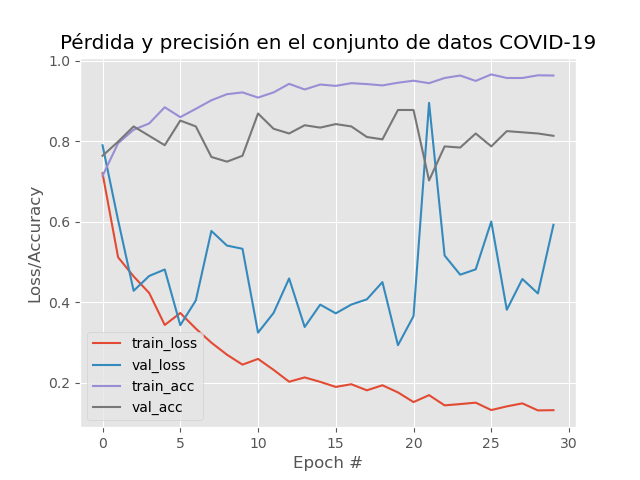 Pérdida y precisión en el conjunto de datos COVID-19
1.0
0.8
0.6
0.4
0.2
Loss/Accuracy
train_loss
val_loss
train_acc
val_acc
0 5 10 15 20 25 30
Epoch #